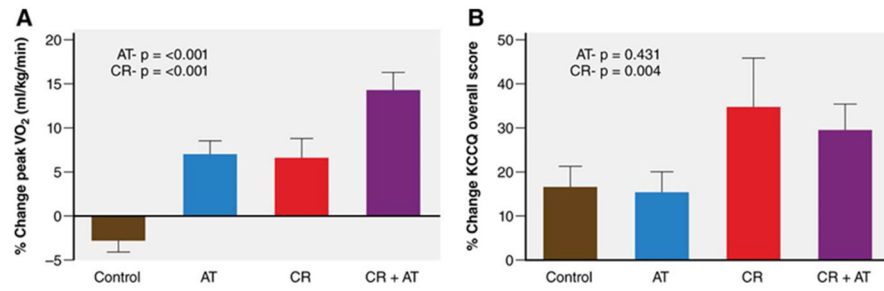 A
% Change peak VO₂ (ml/kg/min)
20
15
10
5
0
–5
AT- p = <0.001
CR- p = <0.001
Control AT CR CR + AT
B
% Change KCCQ overall score
50
40
30
20
10
0
AT- p = 0.431
CR- p = 0.004
Control AT CR CR + AT